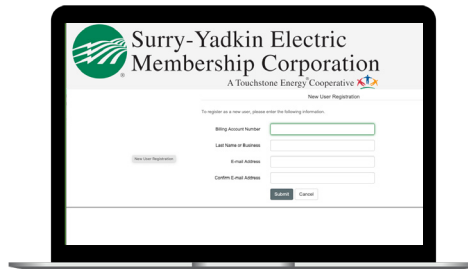 Surry-Yadkin Electric
Membership Corporation
A Touchstone Energy® Cooperative
®
New User Registration
To register as a new user, please enter the following information.
Billing Account Number
Last Name or Business
New User Registration
E-mail Address
Confirm E-mail Address
Submit Cancel